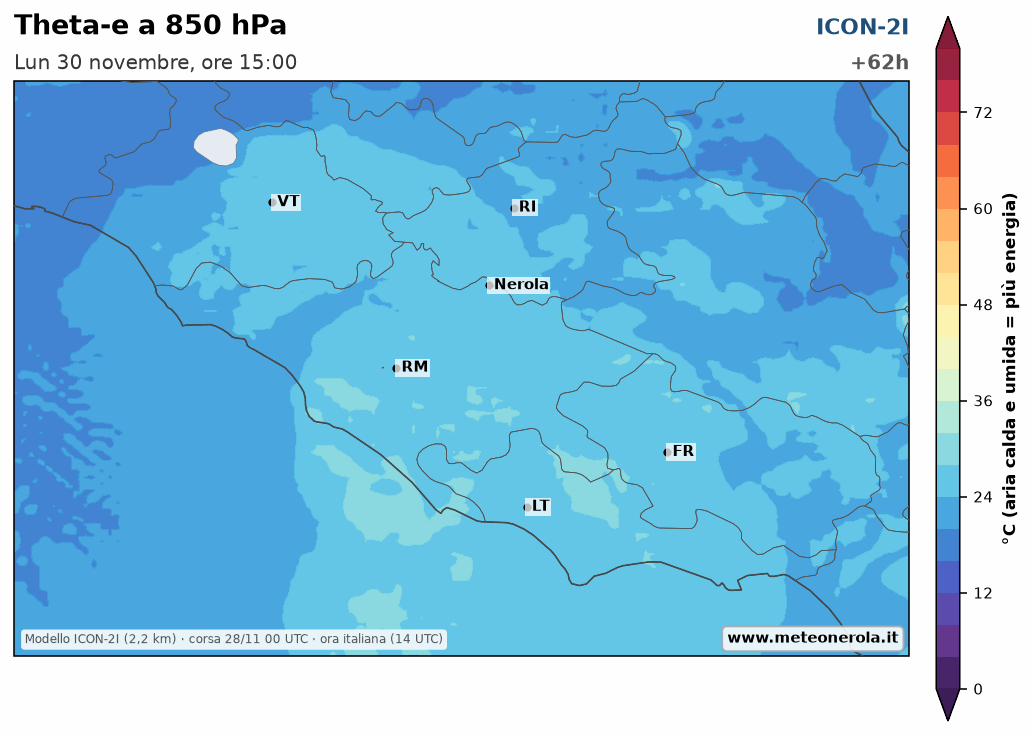 Theta-e a 850 hPa
ICON-2I
Lun 30 novembre, ore 15:00
+62h
VT
RI
Nerola
RM
FR
LT
Modello ICON-2I (2,2 km) · corsa 28/11 00 UTC · ora italiana (14 UTC)
www.meteonerola.it
72
60
48
36
24
12
0
°C (aria calda e umida = più energia)